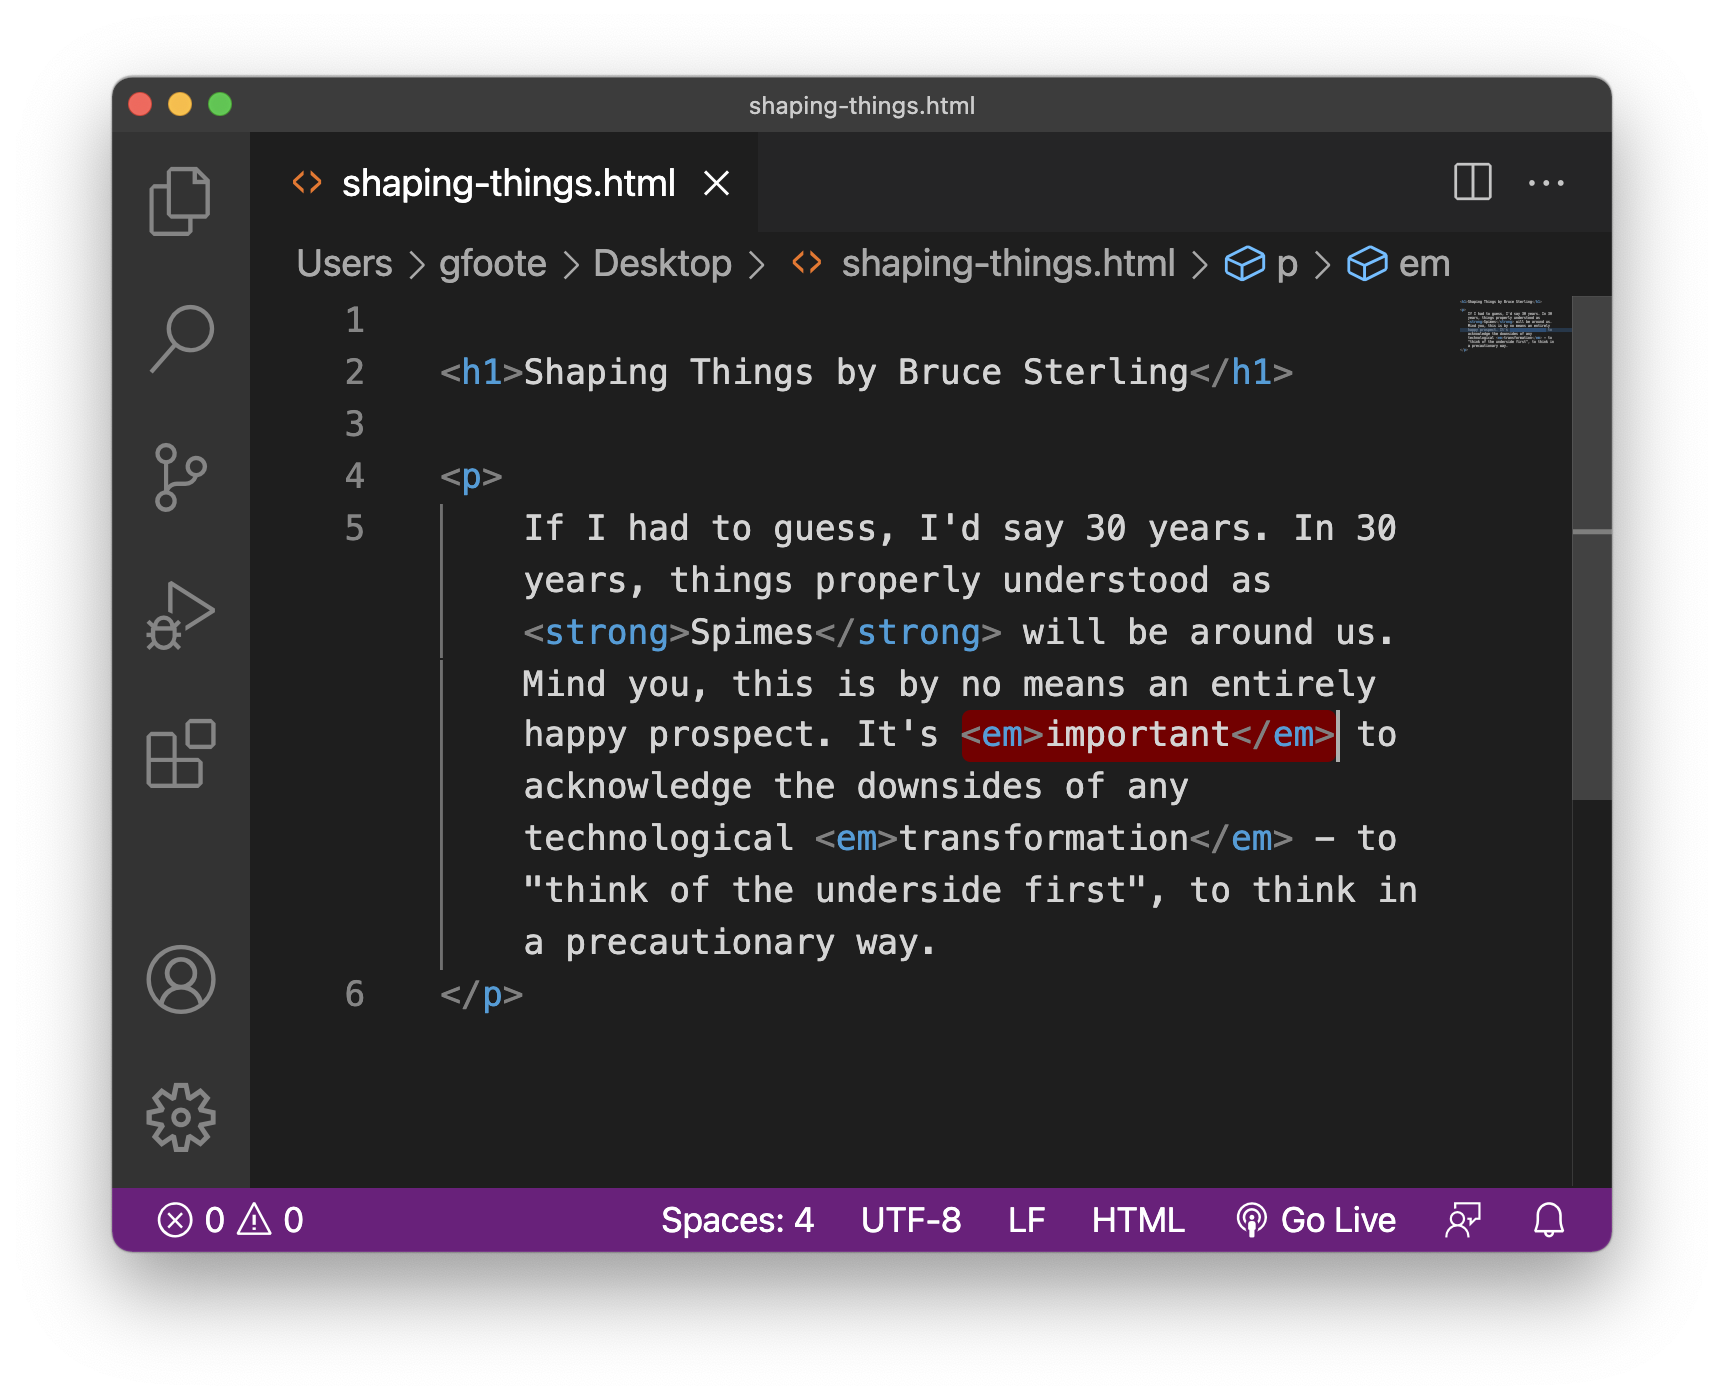 shaping-things.html
shaping-things.html
Users > gfoote > Desktop > shaping-things.html > p > em
1
2 <h1>Shaping Things by Bruce Sterling</h1>
3
4 <p>
5 If I had to guess, I'd say 30 years. In 30
years, things properly understood as
<strong>Spimes</strong> will be around us.
Mind you, this is by no means an entirely
happy prospect. It's <em>important</em> to
acknowledge the downsides of any
technological <em>transformation</em> – to
"think of the underside first", to think in
a precautionary way.
6 </p>
0 0 Spaces: 4 UTF-8 LF HTML Go Live